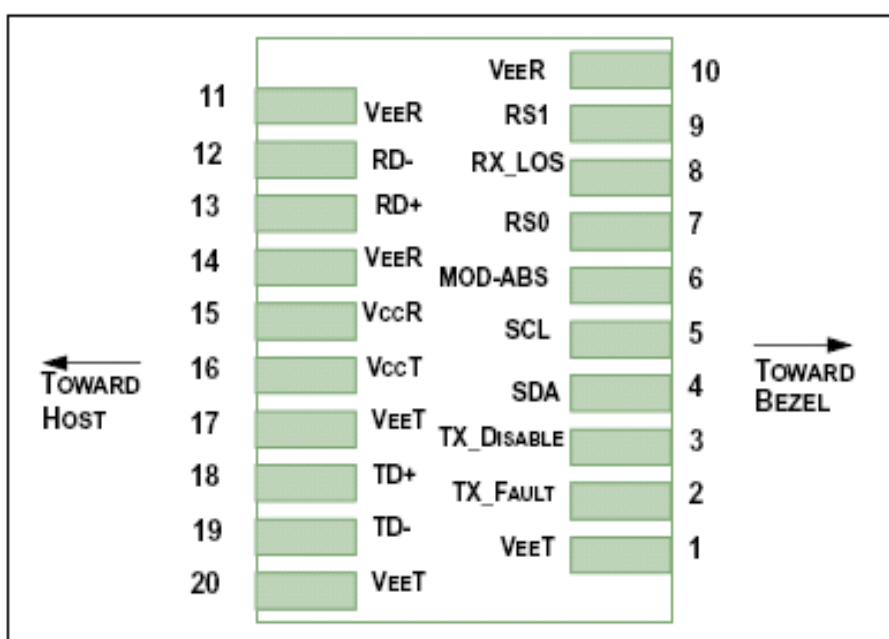 VEER 10
11 VEER
RS1 9
12 RD-
RX_LOS 8
13 RD+
RS0 7
14 VEER
MOD-ABS 6
15 VCCR
SCL 5
16 VCCT
SDA 4
17 VEET
TX_DISABLE 3
18 TD+
TX_FAULT 2
19 TD-
VEET 1
20 VEET
TOWARD
HOST
TOWARD
BEZEL